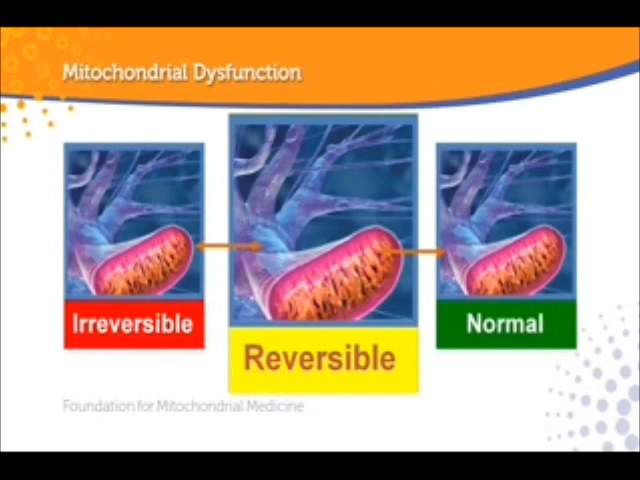 Mitochondrial Dysfunction
Irreversible
Reversible
Normal
Foundation for Mitochondrial Medicine